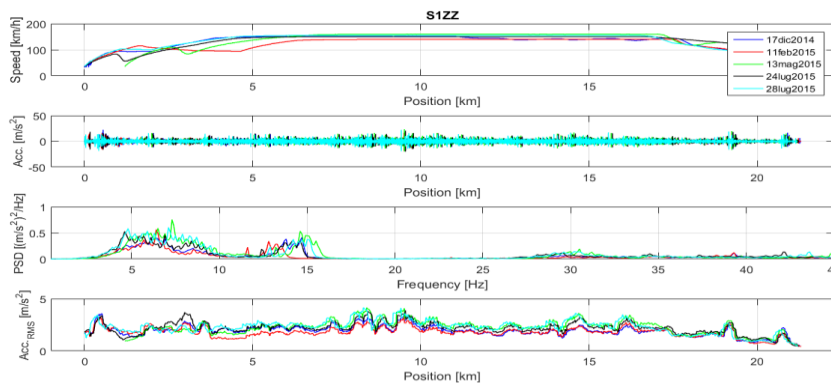 S1ZZ
Speed [km/h]
200
100
0
0
5
10
15
20
Position [km]
17dic2014
11feb2015
13mag2015
24lug2015
28lug2015
Acc. [m/s²]
50
0
-50
0
5
10
15
20
Position [km]
PSD [(m/s²)²/Hz]
1
0.5
0
5
10
15
20
25
30
35
40
Frequency [Hz]
Acc.RMS [m/s²]
5
0
0
5
10
15
20
Position [km]